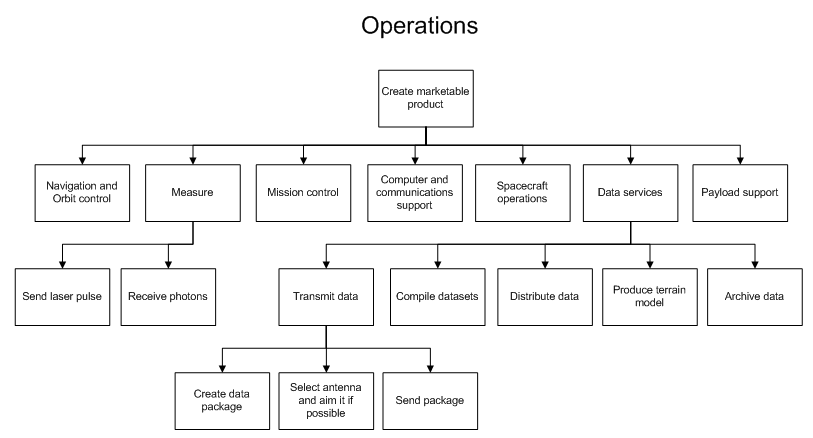 Operations
Create marketable
product
Navigation and
Orbit control
Measure
Mission control
Computer and
communications
support
Spacecraft
operations
Data services
Payload support
Send laser pulse
Receive photons
Transmit data
Compile datasets
Distribute data
Produce terrain
model
Archive data
Create data
package
Select antenna
and aim it if
possible
Send package